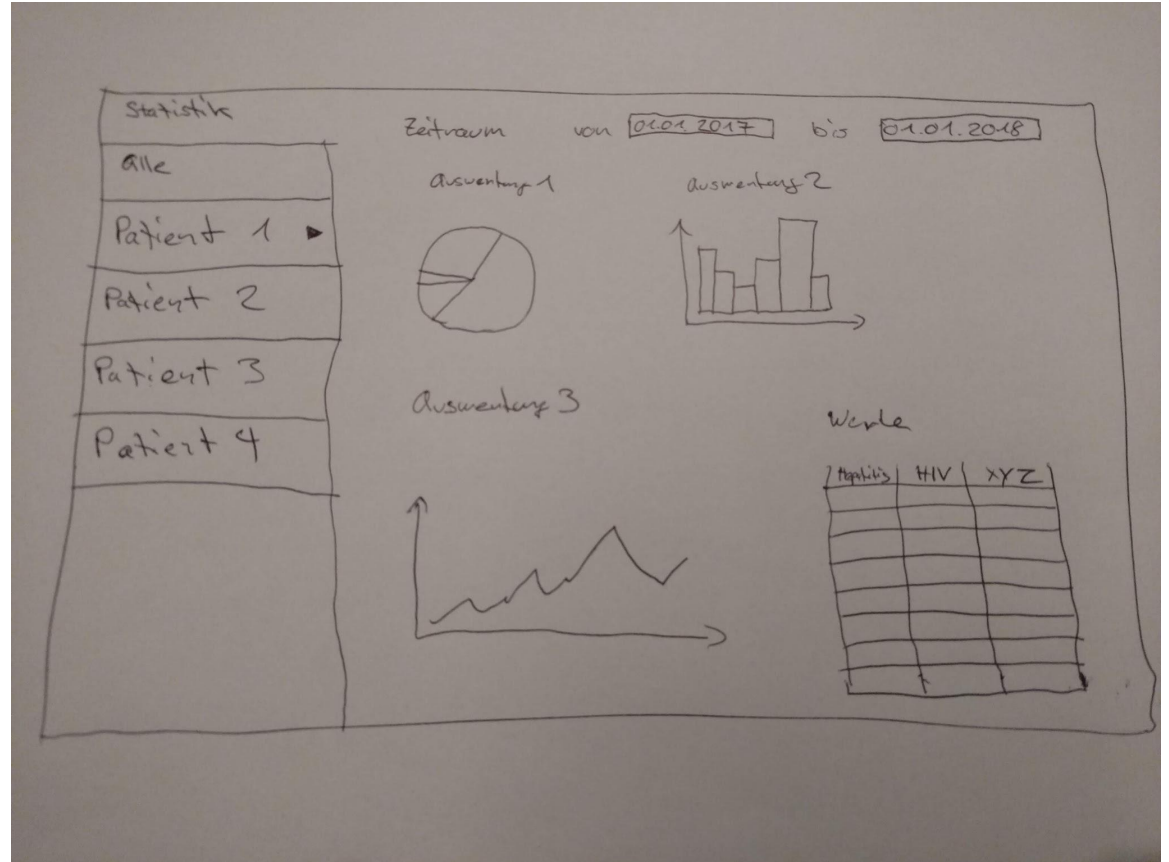 Statistik
alle
Patient 1
Patient 2
Patient 3
Patient 4
Zeitraum von 01.01.2017 bis 01.01.2018
Auswertung 1
Auswertung 2
Auswertung 3
Werte
Hepatitis HIV XYZ